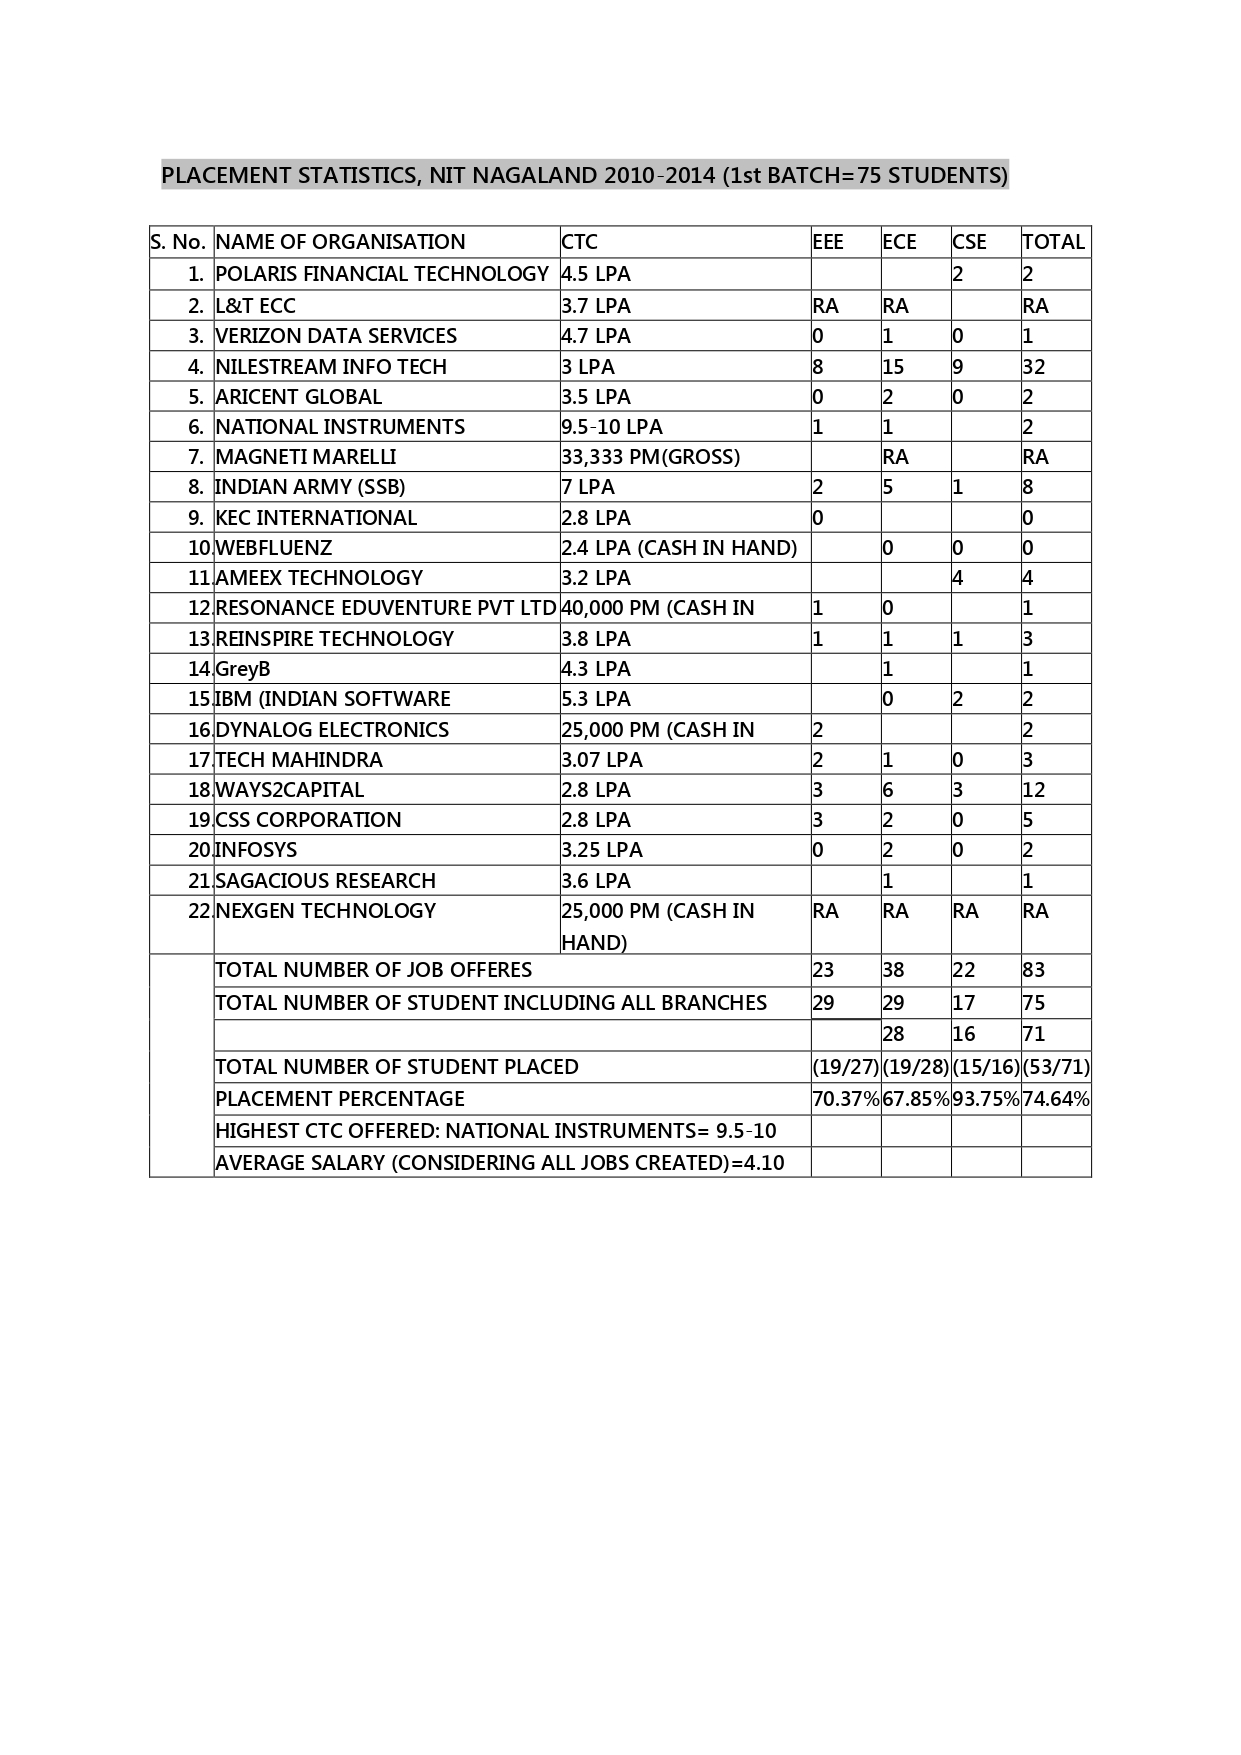 PLACEMENT STATISTICS, NIT NAGALAND 2010-2014 (1st BATCH=75 STUDENTS)
S. No. NAME OF ORGANISATION CTC EEE ECE CSE TOTAL
1. POLARIS FINANCIAL TECHNOLOGY 4.5 LPA 2 2
2. L&T ECC 3.7 LPA RA RA RA
3. VERIZON DATA SERVICES 4.7 LPA 0 1 0 1
4. NILESTREAM INFO TECH 3 LPA 8 15 9 32
5. ARICENT GLOBAL 3.5 LPA 0 2 0 2
6. NATIONAL INSTRUMENTS 9.5-10 LPA 1 1 2
7. MAGNETI MARELLI 33,333 PM(GROSS) RA RA
8. INDIAN ARMY (SSB) 7 LPA 2 5 1 8
9. KEC INTERNATIONAL 2.8 LPA 0 0
10. WEBFLUENZ 2.4 LPA (CASH IN HAND) 0 0 0
11. AMEEX TECHNOLOGY 3.2 LPA 4 4
12. RESONANCE EDUVENTURE PVT LTD 40,000 PM (CASH IN 1 0 1
13. REINSPIRE TECHNOLOGY 3.8 LPA 1 1 1 3
14. GreyB 4.3 LPA 1 1
15. IBM (INDIAN SOFTWARE 5.3 LPA 0 2 2
16. DYNALOG ELECTRONICS 25,000 PM (CASH IN 2 2
17. TECH MAHINDRA 3.07 LPA 2 1 0 3
18. WAYS2CAPITAL 2.8 LPA 3 6 3 12
19. CSS CORPORATION 2.8 LPA 3 2 0 5
20. INFOSYS 3.25 LPA 0 2 0 2
21. SAGACIOUS RESEARCH 3.6 LPA 1 1
22. NEXGEN TECHNOLOGY 25,000 PM (CASH IN RA RA RA RA
HAND)
TOTAL NUMBER OF JOB OFFERES 23 38 22 83
TOTAL NUMBER OF STUDENT INCLUDING ALL BRANCHES 29 29 17 75
28 16 71
TOTAL NUMBER OF STUDENT PLACED (19/27) (19/28) (15/16) (53/71)
PLACEMENT PERCENTAGE 70.37% 67.85% 93.75% 74.64%
HIGHEST CTC OFFERED: NATIONAL INSTRUMENTS= 9.5-10
AVERAGE SALARY (CONSIDERING ALL JOBS CREATED)=4.10